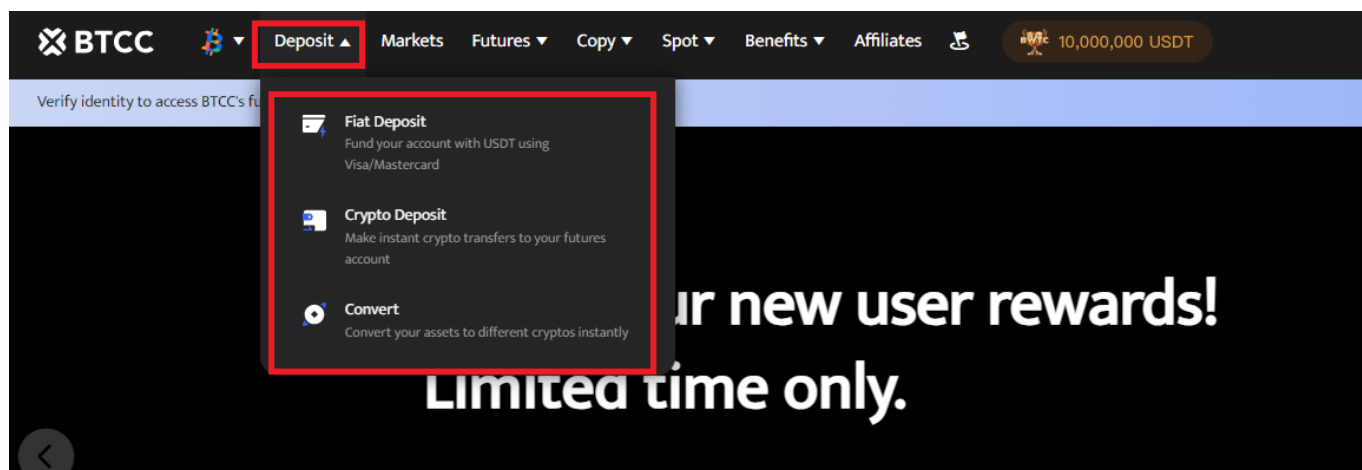 BTCC
Deposit ▲ Markets Futures ▼ Copy ▼ Spot ▼ Benefits ▼ Affiliates 10,000,000 USDT
Verify identity to access BTCC's
Fiat Deposit
Fund your account with USDT using
Visa/Mastercard
Crypto Deposit
Make instant crypto transfers to your futures
account
Convert
Convert your assets to different cryptos instantly
new user rewards!
Limited time only.